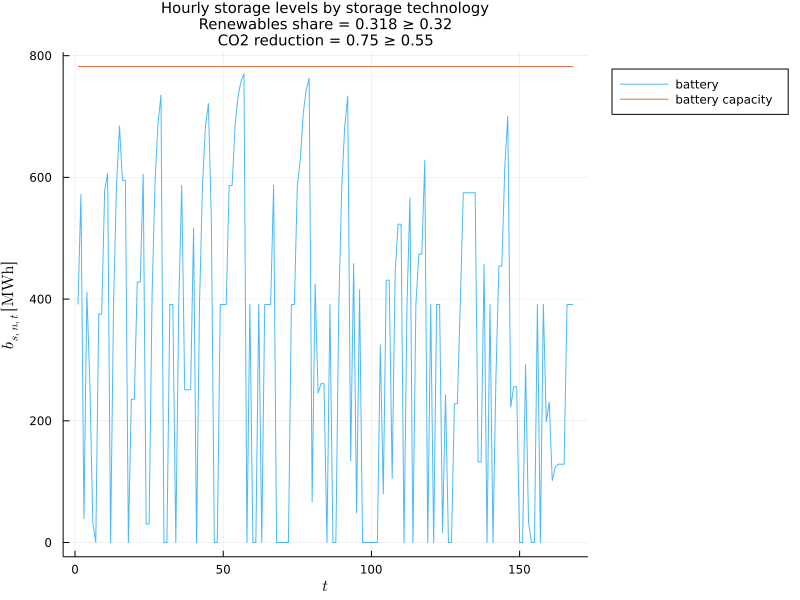 Hourly storage levels by storage technology
Renewables share = 0.318 ≥ 0.32
CO2 reduction = 0.75 ≥ 0.55
battery
battery capacity
800
600
400
200
0
b_{s, n, t} [MWh]
0 50 100 150
t